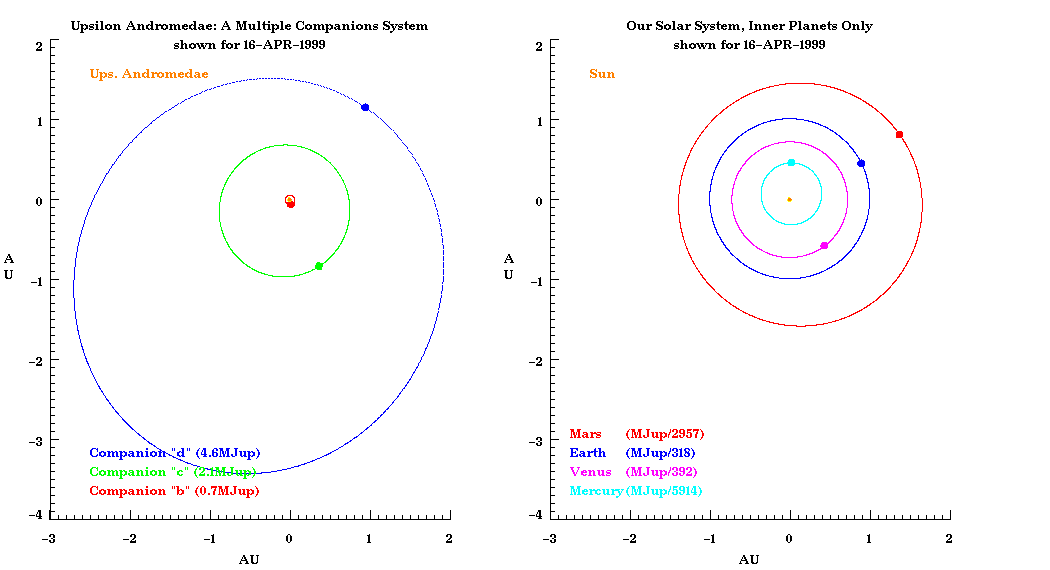 Upsilon Andromedae: A Multiple Companions System
shown for 16-APR-1999
Ups. Andromedae
2
1
0
-1
-2
-3
-4
A
U
Companion "d" (4.6MJup)
Companion "c" (2.1MJup)
Companion "b" (0.7MJup)
-3 -2 -1 0 1 2
AU
Our Solar System, Inner Planets Only
shown for 16-APR-1999
Sun
2
1
0
-1
-2
-3
-4
A
U
Mars (MJup/2957)
Earth (MJup/318)
Venus (MJup/392)
Mercury (MJup/5914)
-3 -2 -1 0 1 2
AU